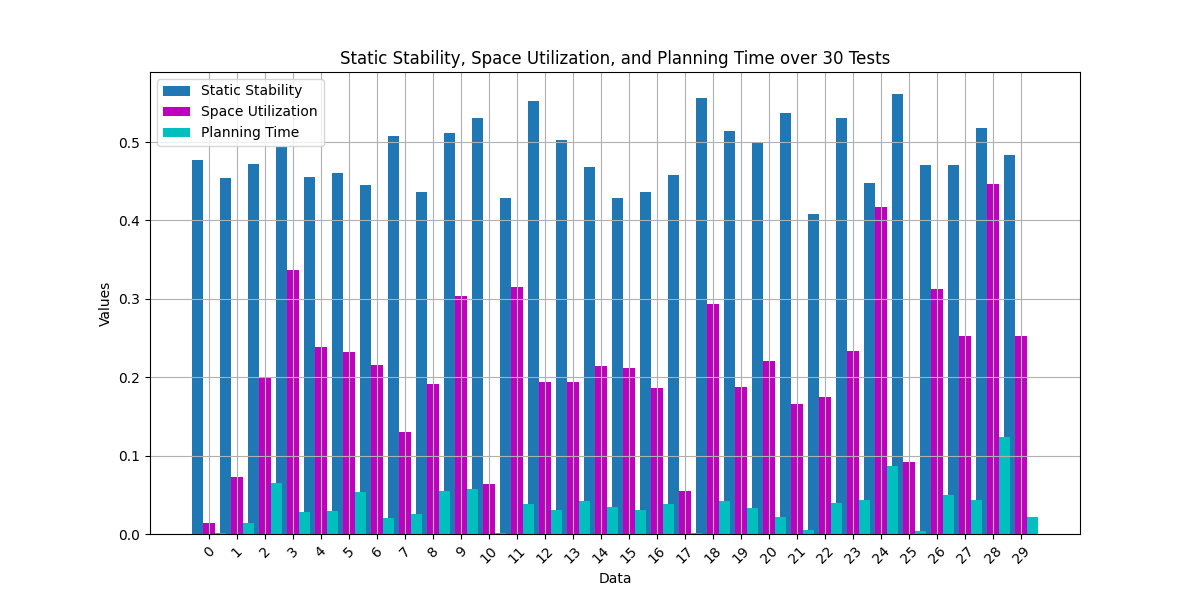 Static Stability, Space Utilization, and Planning Time over 30 Tests
Static Stability
Space Utilization
Planning Time
Values
0.5
0.4
0.3
0.2
0.1
0.0
0 1 2 3 4 5 6 7 8 9 10 11 12 13 14 15 16 17 18 19 20 21 22 23 24 25 26 27 28 29
Data